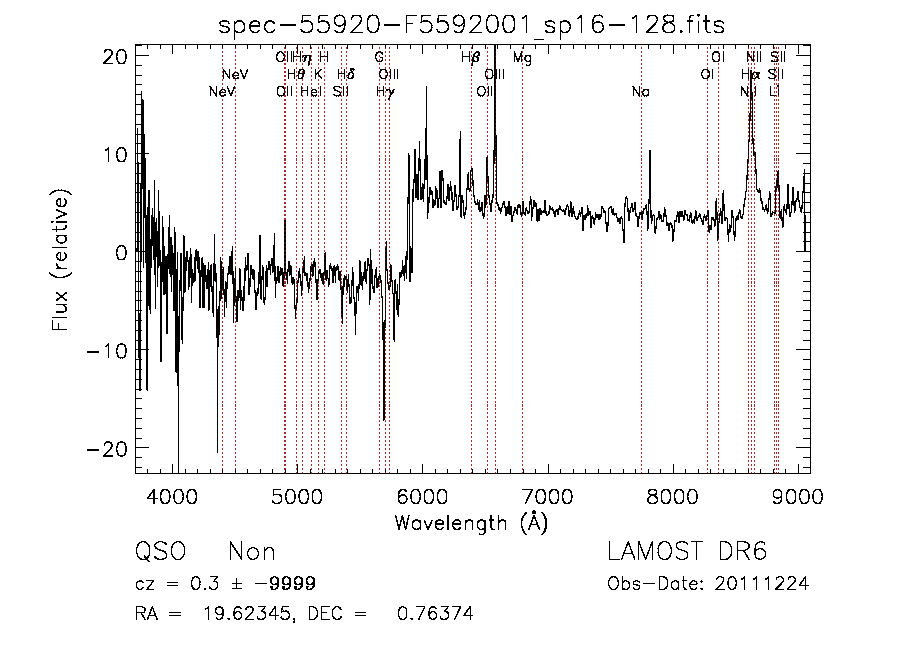 spec-55920-F5592001_sp16-128.fits
OII Hη H G Hβ Mg OI NII SII
NeV Hθ K Hδ OIII OIII OI Hα SII
NeV OII HeI SII Hγ OII Na NII LI
20
10
0
-10
-20
Flux (relative)
4000 5000 6000 7000 8000 9000
Wavelength (Å)
QSO Non LAMOST DR6
cz = 0.3 ± -9999 Obs-Date: 20111224
RA = 19.62345, DEC = 0.76374